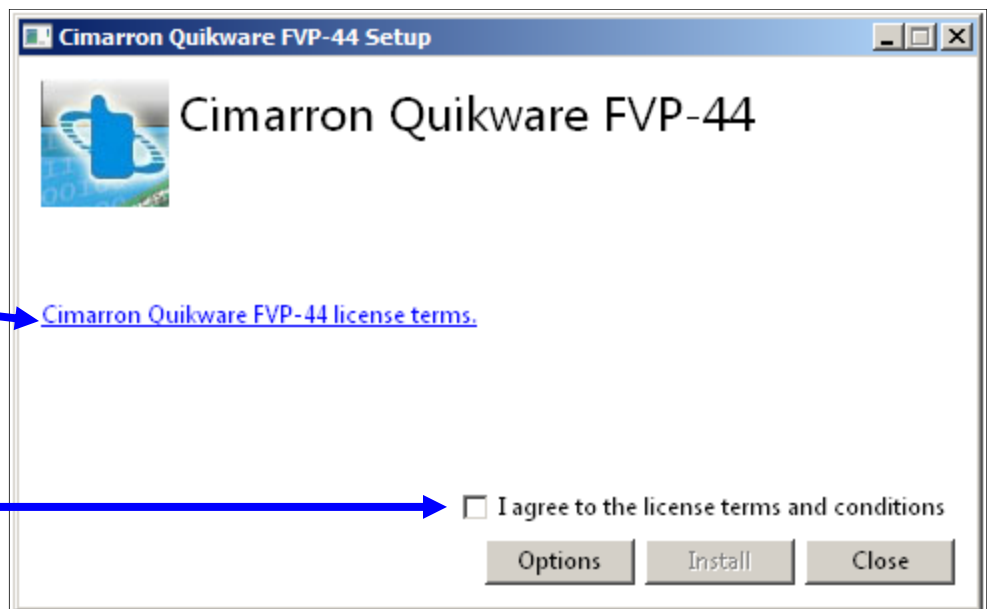 Cimarron Quikware FVP-44 Setup
Cimarron Quikware FVP-44
Cimarron Quikware FVP-44 license terms.
I agree to the license terms and conditions
Options Install Close